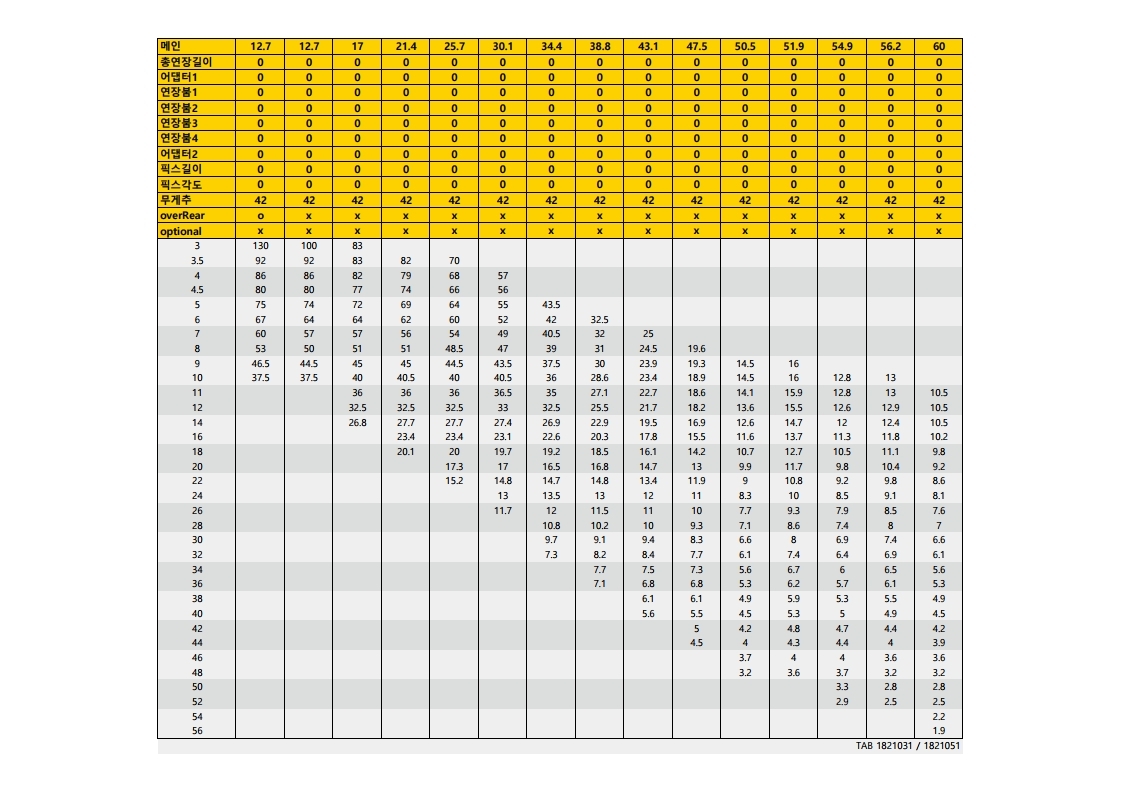 메인 12.7 12.7 17 21.4 25.7 30.1 34.4 38.8 43.1 47.5 50.5 51.9 54.9 56.2 60
총연장길이 0 0 0 0 0 0 0 0 0 0 0 0 0 0 0
어댑터1 0 0 0 0 0 0 0 0 0 0 0 0 0 0 0
연장붐1 0 0 0 0 0 0 0 0 0 0 0 0 0 0 0
연장붐2 0 0 0 0 0 0 0 0 0 0 0 0 0 0 0
연장붐3 0 0 0 0 0 0 0 0 0 0 0 0 0 0 0
연장붐4 0 0 0 0 0 0 0 0 0 0 0 0 0 0 0
어댑터2 0 0 0 0 0 0 0 0 0 0 0 0 0 0 0
픽스길이 0 0 0 0 0 0 0 0 0 0 0 0 0 0 0
픽스각도 0 0 0 0 0 0 0 0 0 0 0 0 0 0 0
무게추 42 42 42 42 42 42 42 42 42 42 42 42 42 42 42
overRear o x x x x x x x x x x x x x x
optional x x x x x x x x x x x x x x x
3 130 100 83
3.5 92 92 83 82 70
4 86 86 82 79 68 57
4.5 80 80 77 74 66 56
5 75 74 72 69 64 55 43.5
6 67 64 64 62 60 52 42 32.5
7 60 57 57 56 54 49 40.5 32 25
8 53 50 51 51 48.5 47 39 31 24.5 19.6
9 46.5 44.5 45 45 44.5 43.5 37.5 30 23.9 19.3 14.5 16
10 37.5 37.5 40 40.5 40 40.5 36 28.6 23.4 18.9 14.5 16 12.8 13
11 36 36 36 36.5 35 27.1 22.7 18.6 14.1 15.9 12.8 13 10.5
12 32.5 32.5 32.5 33 32.5 25.5 21.7 18.2 13.6 15.5 12.6 12.9 10.5
14 26.8 27.7 27.7 27.4 26.9 22.9 19.5 16.9 12.6 14.7 12 12.4 10.5
16 23.4 23.4 23.1 22.6 20.3 17.8 15.5 11.6 13.7 11.3 11.8 10.2
18 20.1 20 19.7 19.2 18.5 16.1 14.2 10.7 12.7 10.5 11.1 9.8
20 17.3 17 16.5 16.8 14.7 13 9.9 11.7 9.8 10.4 9.2
22 15.2 14.8 14.7 14.8 13.4 11.9 9 10.8 9.2 9.8 8.6
24 13 13.5 13 12 11 8.3 10 8.5 9.1 8.1
26 11.7 12 11.5 11 10 7.7 9.3 7.9 8.5 7.6
28 10.8 10.2 10 9.3 7.1 8.6 7.4 8 7
30 9.7 9.1 9.4 8.3 6.6 8 6.9 7.4 6.6
32 7.3 8.2 8.4 7.7 6.1 7.4 6.4 6.9 6.1
34 7.7 7.5 7.3 5.6 6.7 6 6.5 5.6
36 7.1 6.8 6.8 5.3 6.2 5.7 6.1 5.3
38 6.1 6.1 4.9 5.9 5.3 5.5 4.9
40 5.6 5.5 4.5 5.3 5 4.9 4.5
42 5 4.2 4.8 4.7 4.4 4.2
44 4.5 4 4.3 4.4 4 3.9
46 3.7 4 4 3.6 3.6
48 3.2 3.6 3.7 3.2 3.2
50 3.3 2.8 2.8
52 2.9 2.5 2.5
54 2.2
56 1.9
TAB 1821031 / 1821051